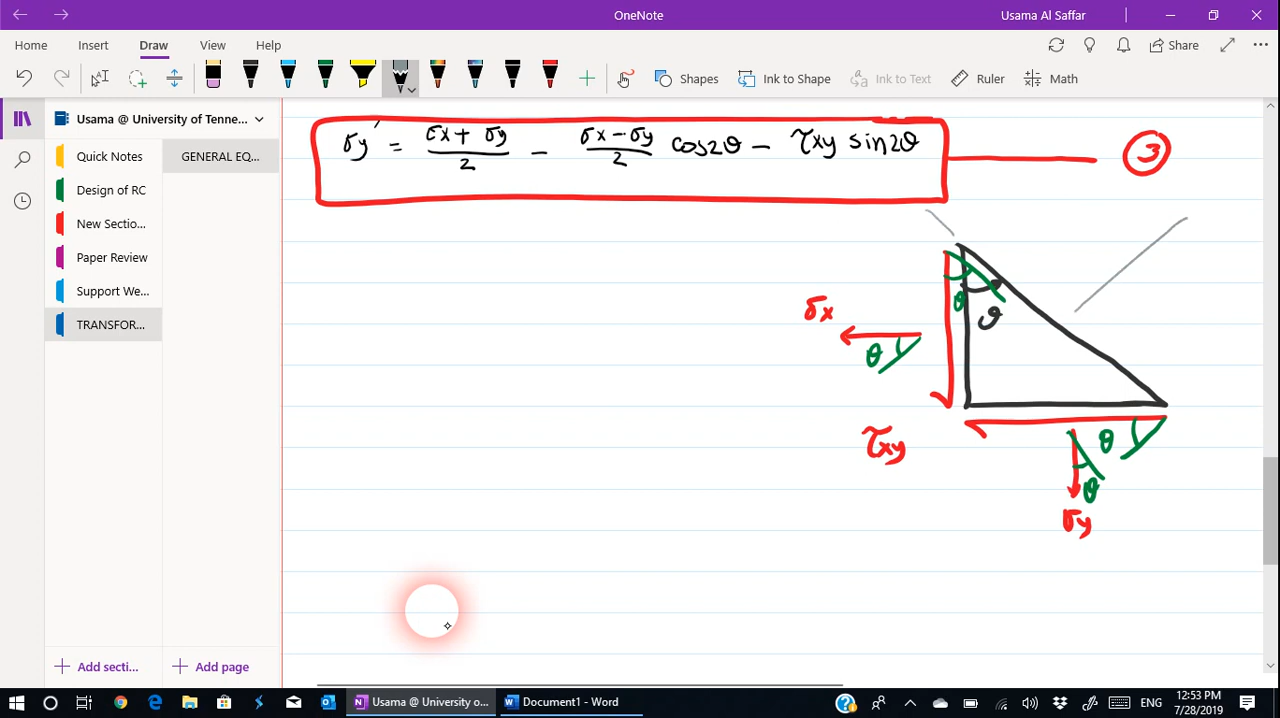 OneNote
Usama Al Saffar
Home Insert Draw View Help
Share
Shapes
Ink to Shape
Ink to Text
Ruler
Math
Usama @ University of Tenne...
Quick Notes
Design of RC
New Sectio...
Paper Review
Support We...
TRANSFOR...
GENERAL EQ...
σy' = (σx + σy)/2 − (σx − σy)/2 cos2θ − τxy sin2θ
3
θ
θ
σx
θ
τxy
θ
θ
σy
Add secti...
Add page
Usama @ University o...
Document1 - Word
ENG
12:53 PM
7/28/2019